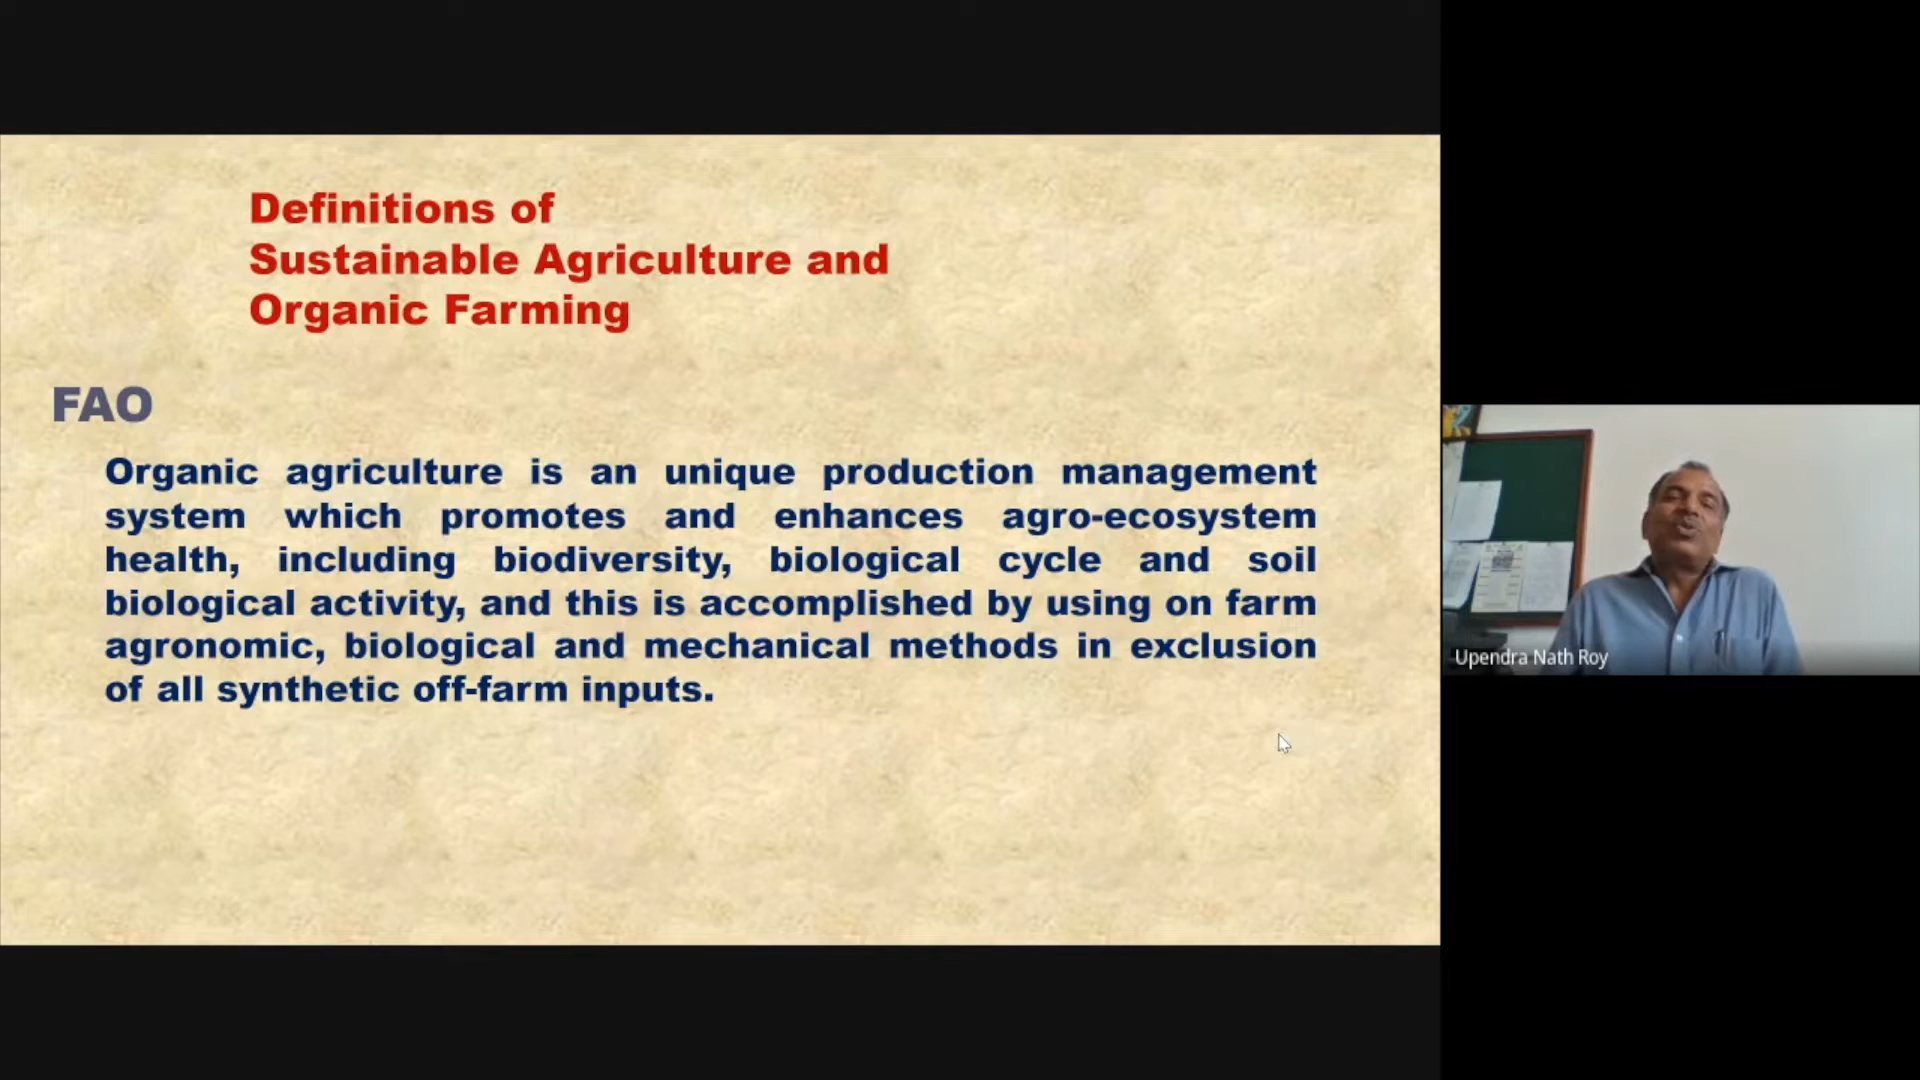 Definitions of
Sustainable Agriculture and
Organic Farming
FAO
Organic agriculture is an unique production management
system which promotes and enhances agro-ecosystem
health, including biodiversity, biological cycle and soil
biological activity, and this is accomplished by using on farm
agronomic, biological and mechanical methods in exclusion
of all synthetic off-farm inputs.
Upendra Nath Roy